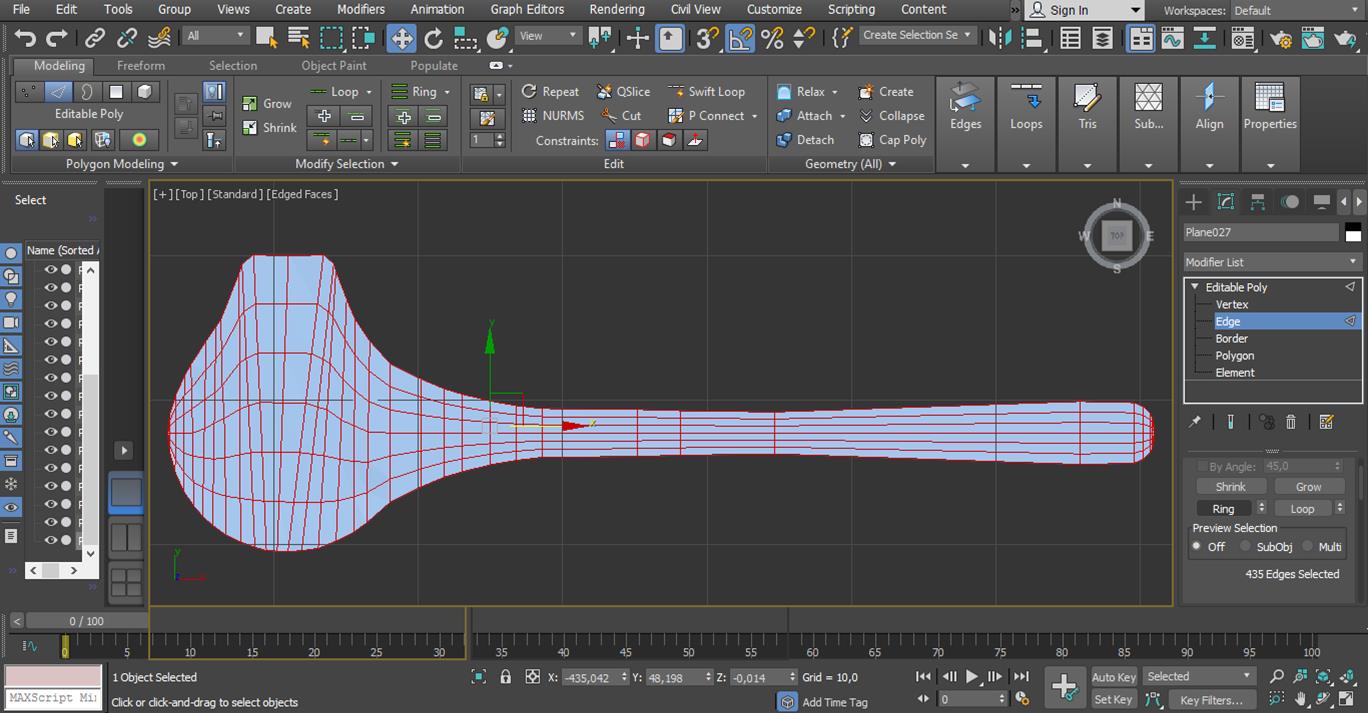 File Edit Tools Group Views Create Modifiers Animation Graph Editors Rendering Civil View Customize Scripting Content » Sign In Workspaces: Default
All View 3 Create Selection Se
Modeling Freeform Selection Object Paint Populate
Loop Ring Repeat QSlice Swift Loop Relax Create
Editable Poly Grow NURMS Cut P Connect Attach Collapse Edges Loops Tris Sub... Align Properties
Shrink 1 Constraints: Detach Cap Poly
Polygon Modeling Modify Selection Edit Geometry (All)
Select
[+] [Top ] [Standard ] [Edged Faces ]
N
W TOP E
S
Name (Sorted A
Plane027
Modifier List
Editable Poly
Vertex
Edge
Border
Polygon
Element
y
x
y
By Angle: 45,0
Shrink Grow
Ring Loop
Preview Selection
Off SubObj Multi
435 Edges Selected
< 0 / 100
0 5 10 15 20 25 30 35 40 45 50 55 60 65 70 75 80 85 90 95 100
1 Object Selected X: -435,042 Y: 48,198 Z: -0,014 Grid = 10,0 Auto Key Selected
MAXScript Min Click or click-and-drag to select objects Add Time Tag 0 Set Key Key Filters...